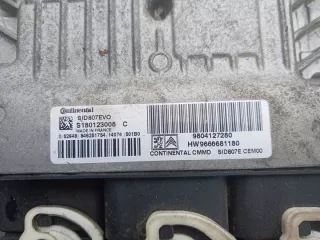 Continental
SID807EVO
S180123008 C
MADE IN FRANCE
9804127280
HW9666681180
CONTINENTAL CMMD SID807E CEM00